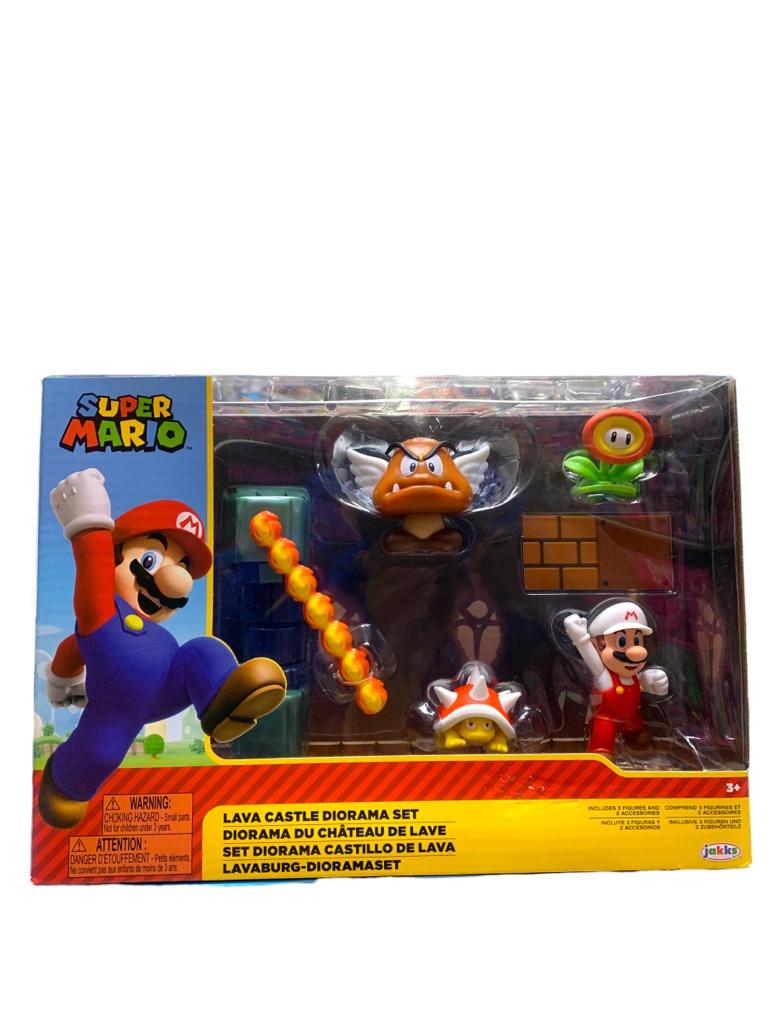 SUPER
MARIO™
M
M
3+
WARNING:
CHOKING HAZARD - Small parts.
Not for children under 3 years.
ATTENTION :
DANGER D'ÉTOUFFEMENT - Petits éléments.
Ne convient pas aux enfants de moins de 3 ans.
LAVA CASTLE DIORAMA SET
DIORAMA DU CHÂTEAU DE LAVE
SET DIORAMA CASTILLO DE LAVA
LAVABURG-DIORAMASET
INCLUDES 3 FIGURES AND
2 ACCESSORIES
COMPREND 3 FIGURINES ET
2 ACCESSOIRES
INCLUYE 3 FIGURAS Y
2 ACCESORIOS
INKLUSIVE 3 FIGUREN UND
2 ZUBEHÖRTEILE
jakks